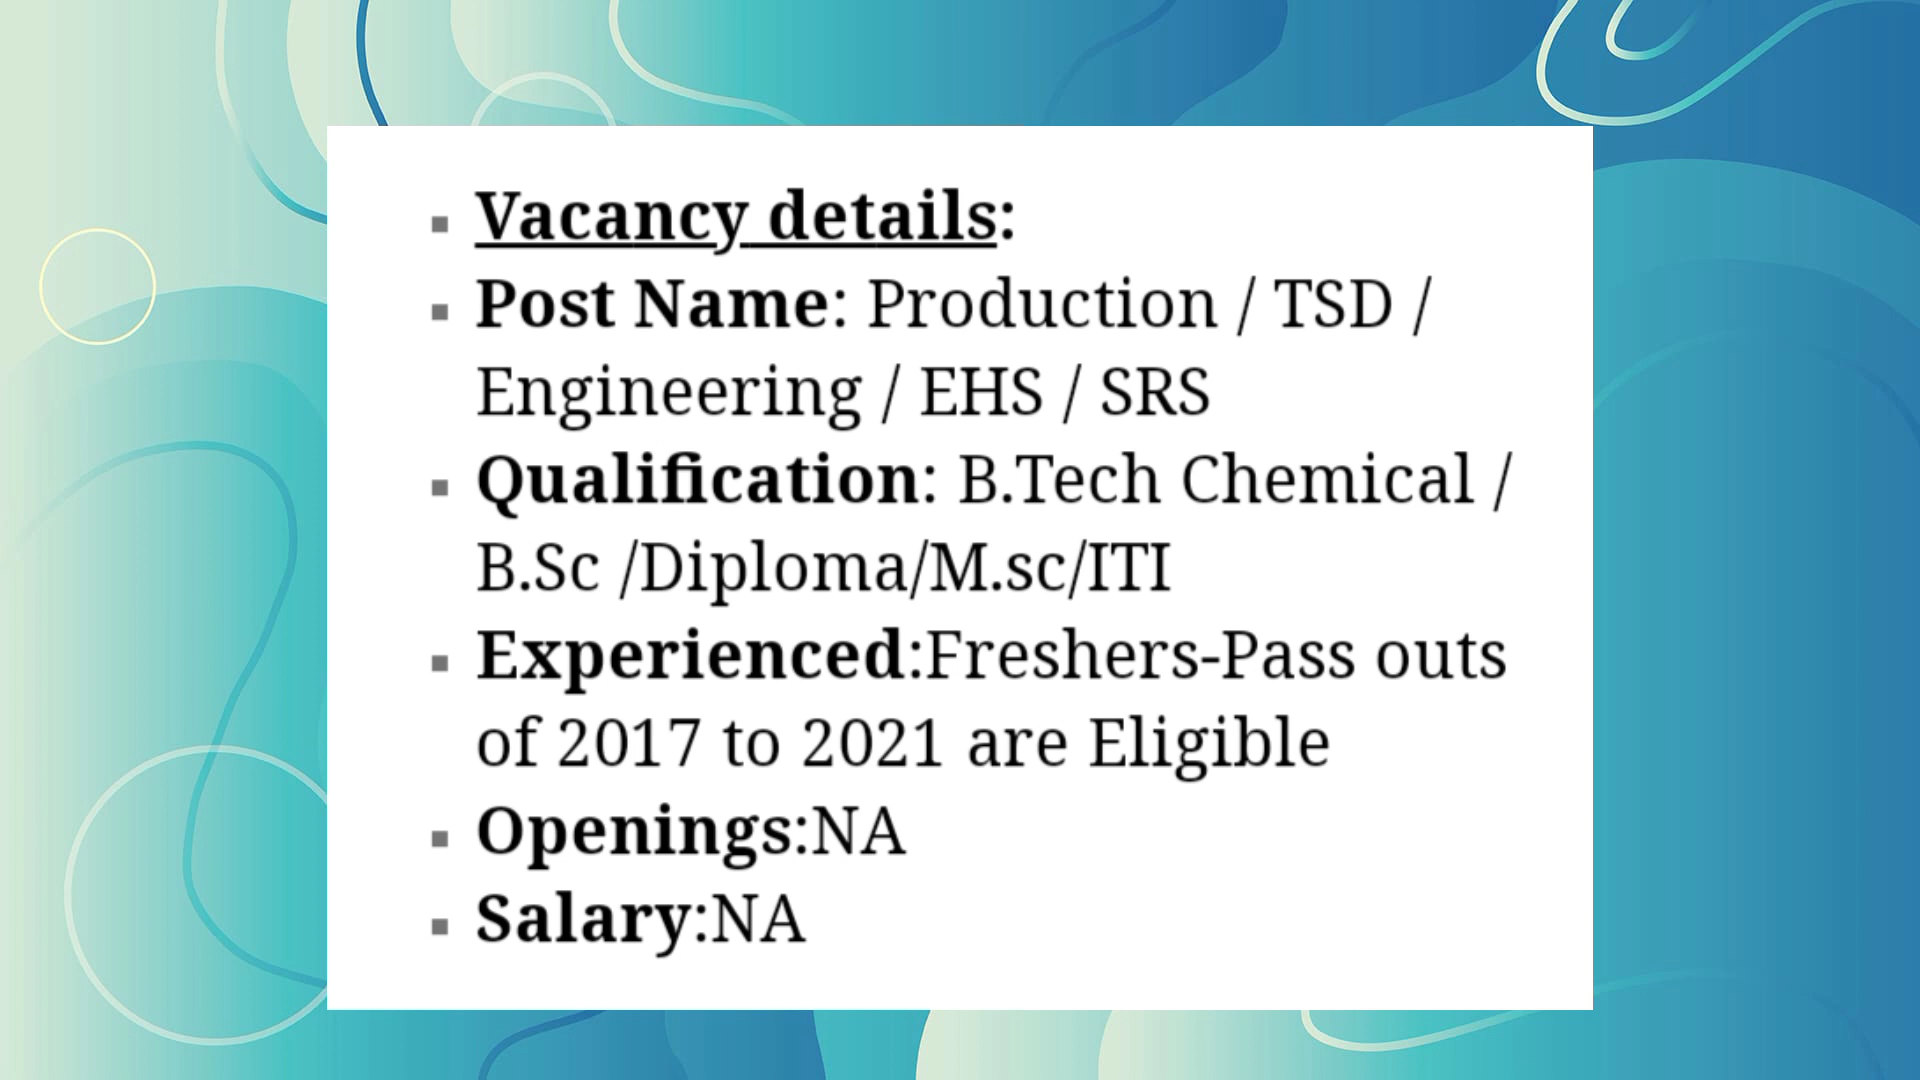 Vacancy details:
Post Name: Production / TSD /
Engineering / EHS / SRS
Qualification: B.Tech Chemical /
B.Sc /Diploma/M.sc/ITI
Experienced:Freshers-Pass outs
of 2017 to 2021 are Eligible
Openings:NA
Salary:NA